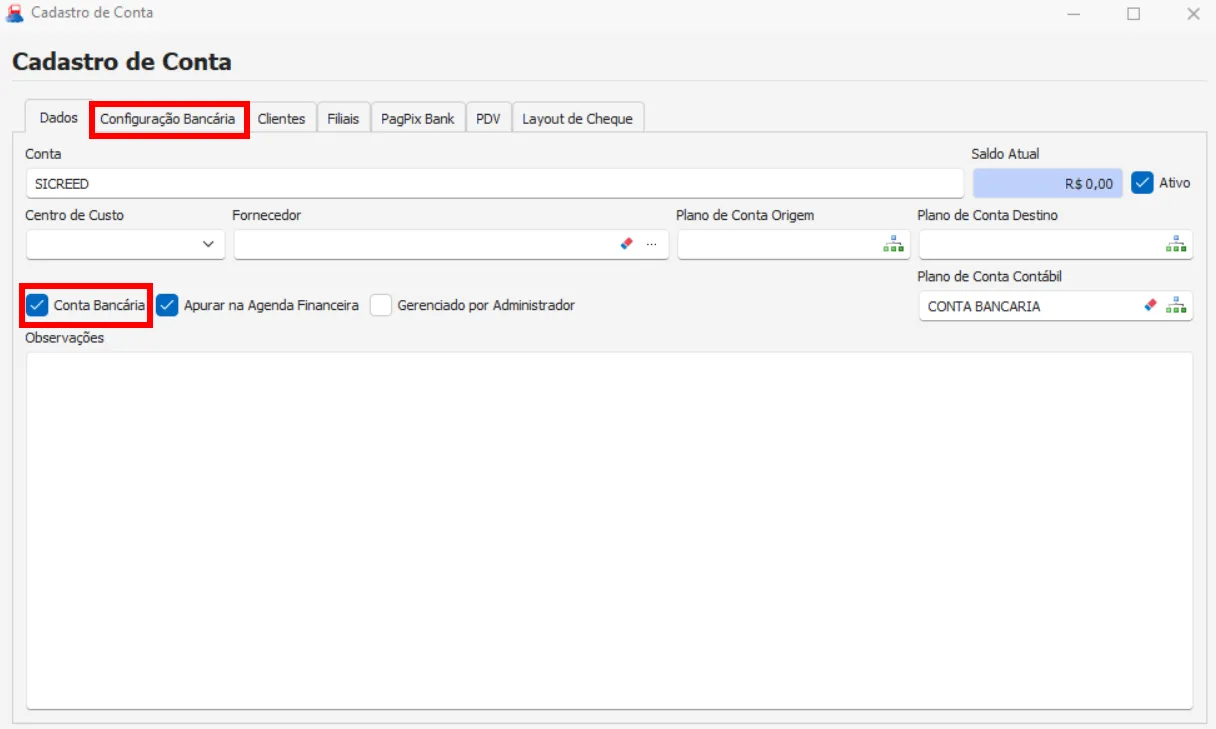 Cadastro de Conta
Cadastro de Conta
Dados Configuração Bancária Clientes Filiais PagPix Bank PDV Layout de Cheque
Conta Saldo Atual
SICREED R$ 0,00 Ativo
Centro de Custo Fornecedor Plano de Conta Origem Plano de Conta Destino
...
Plano de Conta Contábil
Conta Bancária Apurar na Agenda Financeira Gerenciado por Administrador CONTA BANCARIA
Observações